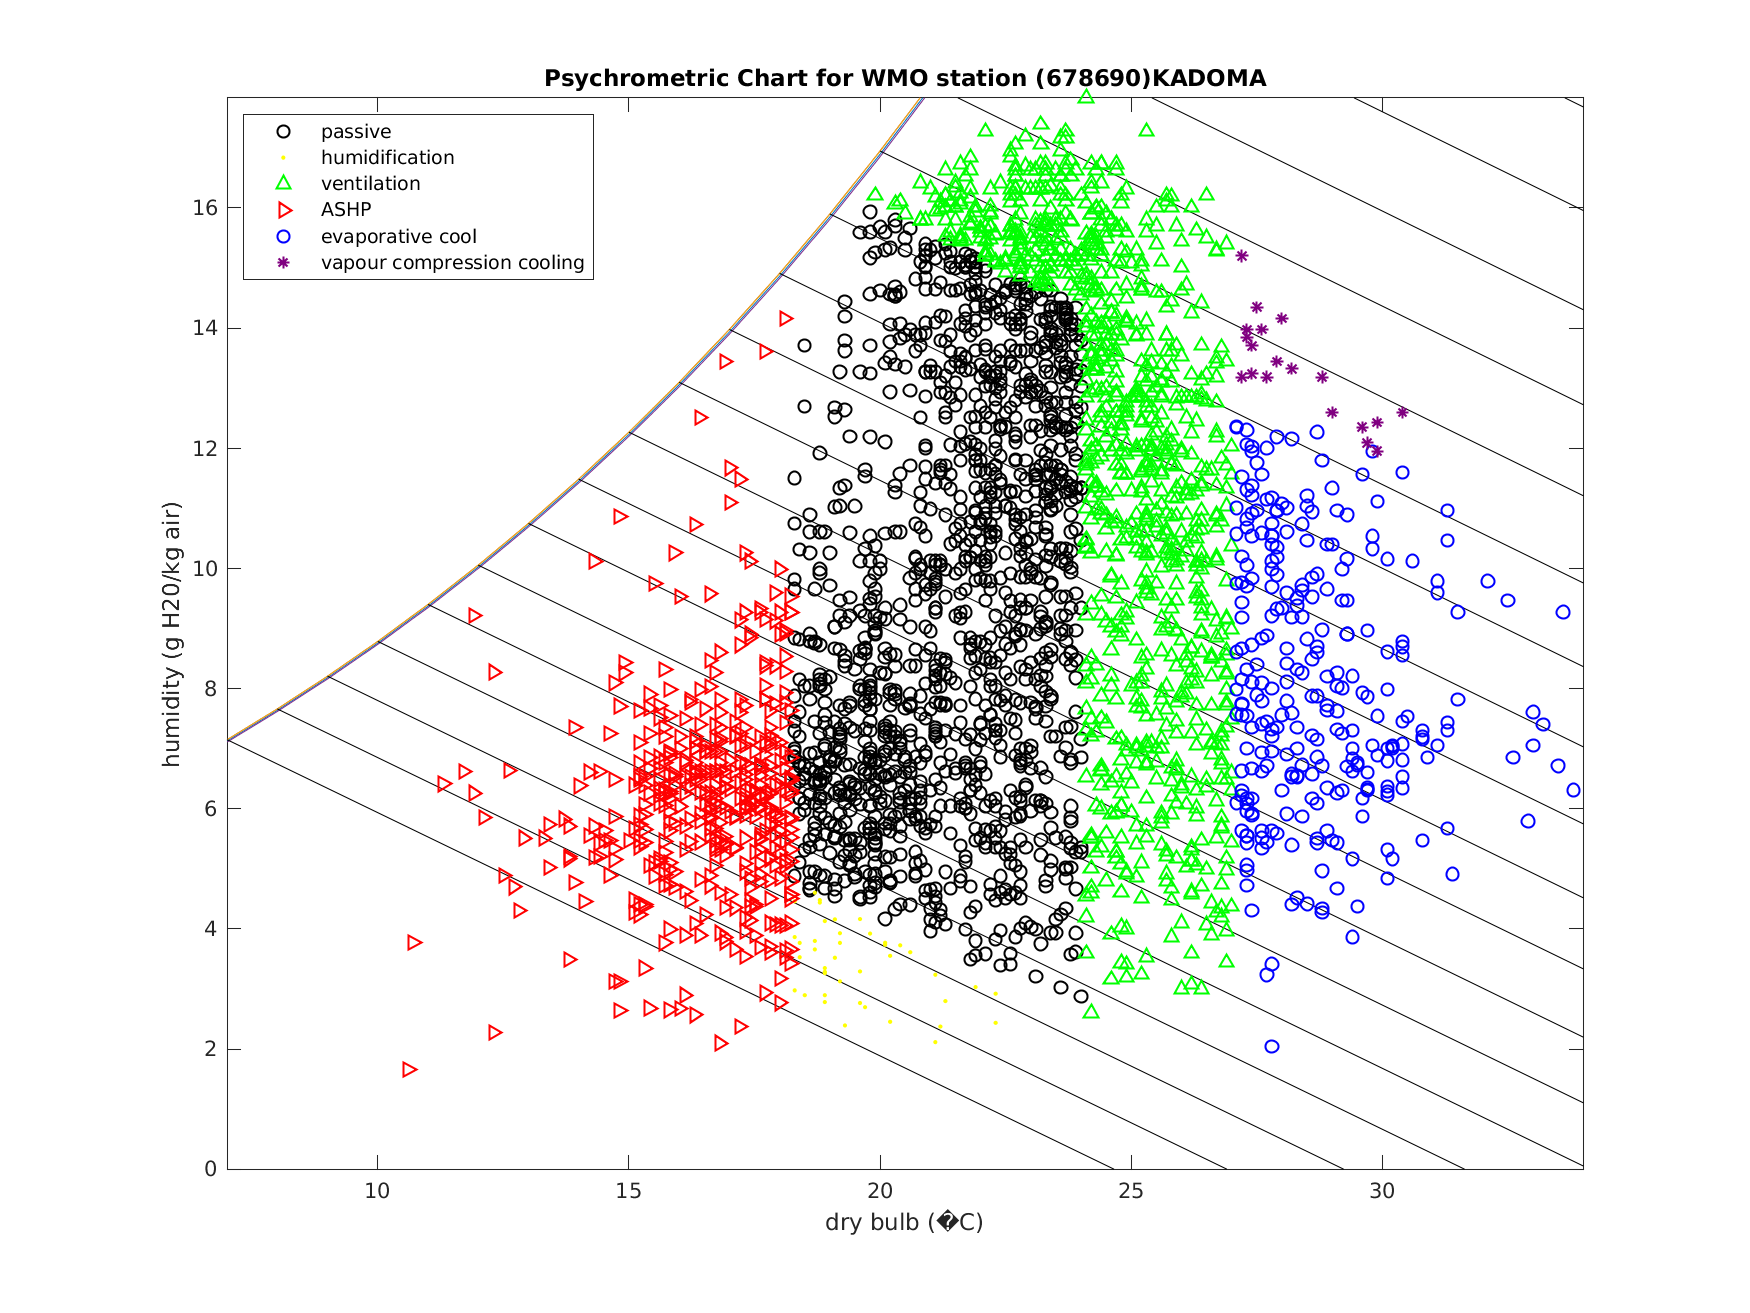 Psychrometric Chart for WMO station (678690)KADOMA
passive
humidification
ventilation
ASHP
evaporative cool
vapour compression cooling
humidity (g H20/kg air)
16
14
12
10
8
6
4
2
0
10 15 20 25 30
dry bulb (�C)